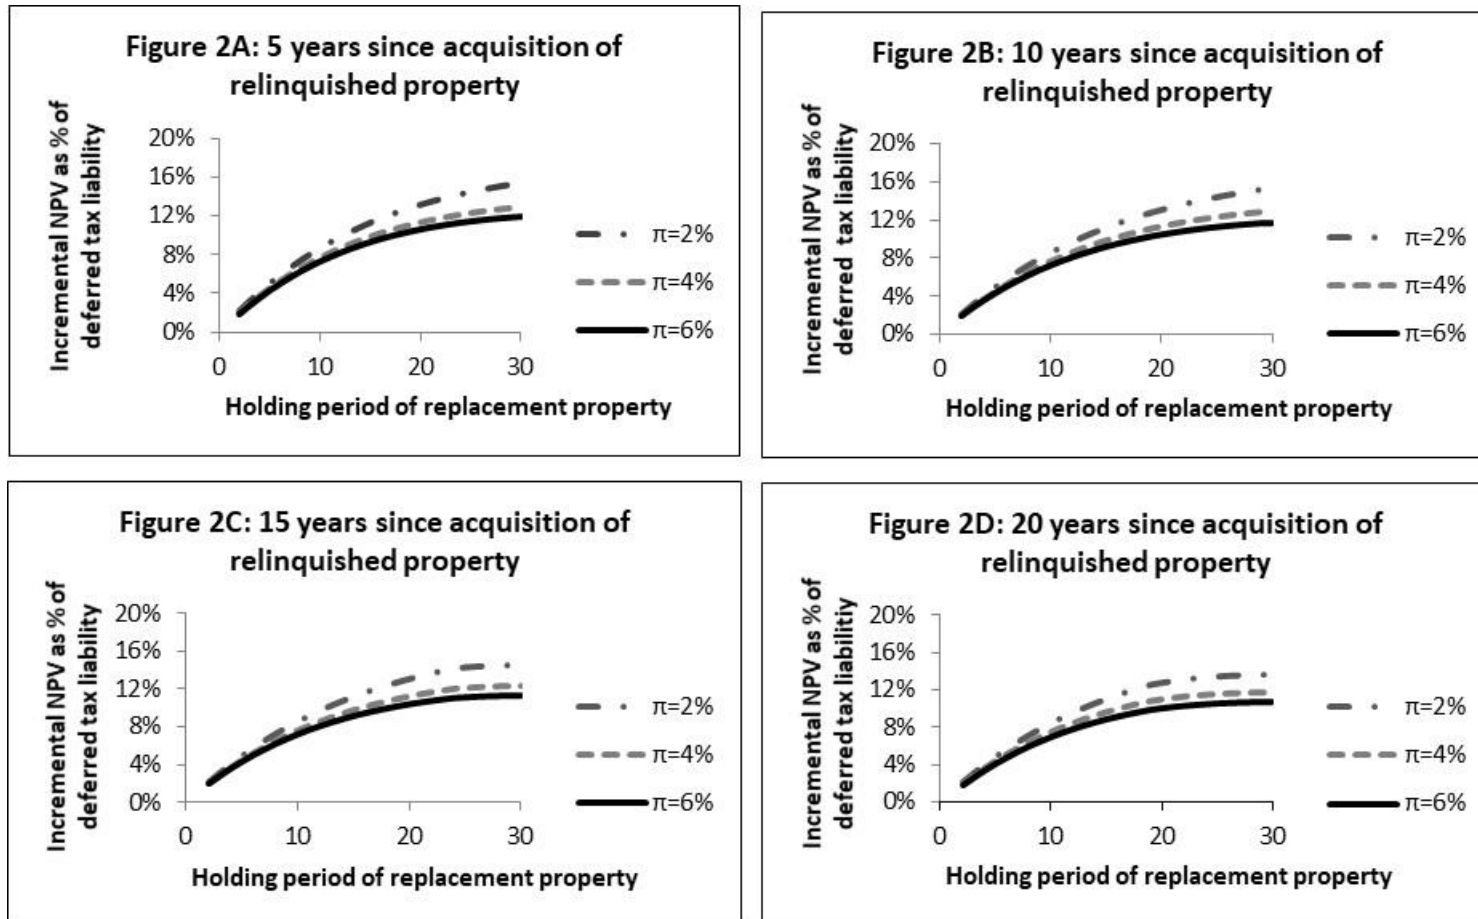 Figure 2A: 5 years since acquisition of
relinquished property
Incremental NPV as % of
deferred tax liability
20%
16%
12%
8%
4%
0%
0 10 20 30
Holding period of replacement property
π=2%
π=4%
π=6%
Figure 2B: 10 years since acquisition of
relinquished property
Incremental NPV as % of
deferred tax liability
20%
16%
12%
8%
4%
0%
0 10 20 30
Holding period of replacement property
π=2%
π=4%
π=6%
Figure 2C: 15 years since acquisition of
relinquished property
Incremental NPV as % of
deferred tax liability
20%
16%
12%
8%
4%
0%
0 10 20 30
Holding period of replacement property
π=2%
π=4%
π=6%
Figure 2D: 20 years since acquisition of
relinquished property
Incremental NPV as % of
deferred tax liability
20%
16%
12%
8%
4%
0%
0 10 20 30
Holding period of replacement property
π=2%
π=4%
π=6%